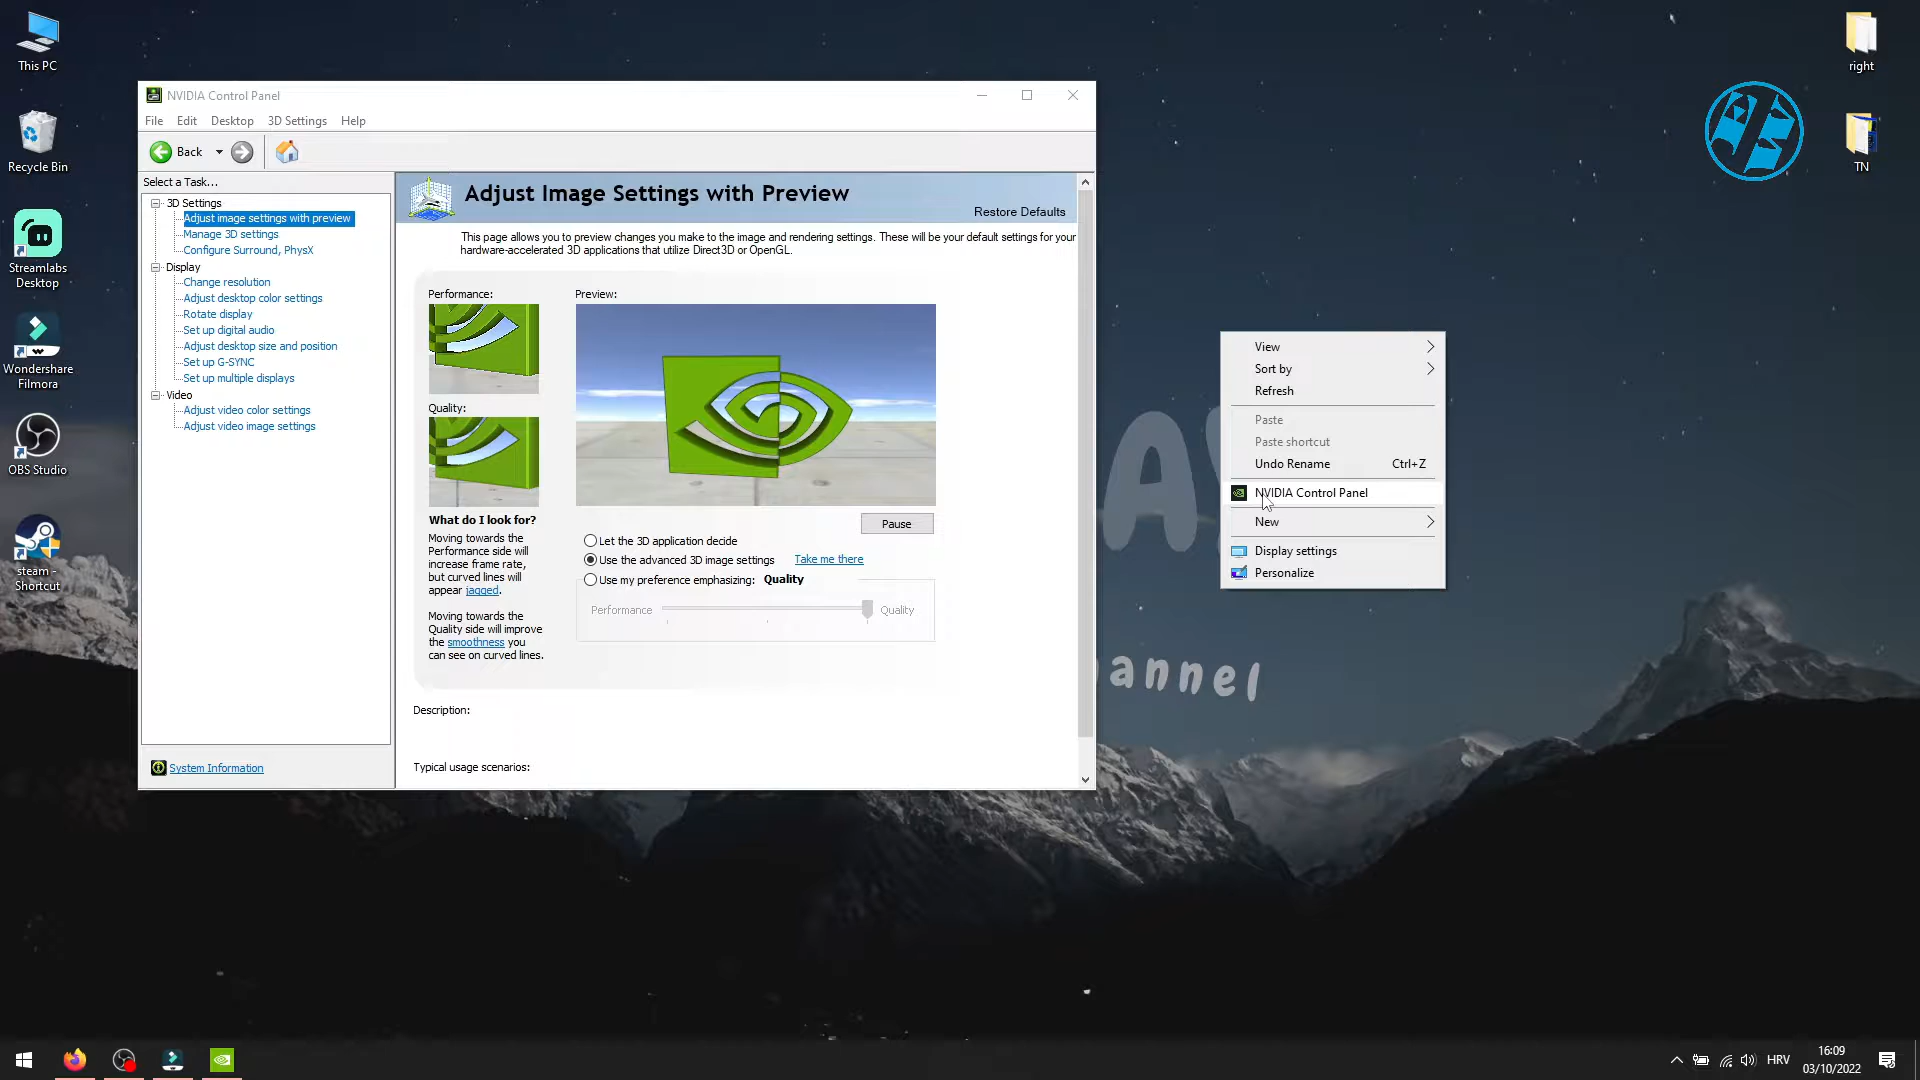 This PC
Recycle Bin
Streamlabs
Desktop
Wondershare
Filmora
OBS Studio
steam -
Shortcut
NVIDIA Control Panel
File Edit Desktop 3D Settings Help
Back
Select a Task...
3D Settings
Adjust image settings with preview
Manage 3D settings
Configure Surround, PhysX
Display
Change resolution
Adjust desktop color settings
Rotate display
Set up digital audio
Adjust desktop size and position
Set up G-SYNC
Set up multiple displays
Video
Adjust video color settings
Adjust video image settings
System Information
Adjust Image Settings with Preview
Restore Defaults
This page allows you to preview changes you make to the image and rendering settings. These will be your default settings for your
hardware-accelerated 3D applications that utilize Direct3D or OpenGL.
Performance:
Quality:
What do I look for?
Moving towards the
Performance side will
increase frame rate,
but curved lines will
appear jagged.
Moving towards the
Quality side will improve
the smoothness you
can see on curved lines.
Preview:
Pause
Let the 3D application decide
Use the advanced 3D image settings Take me there
Use my preference emphasizing: Quality
Performance Quality
Description:
Typical usage scenarios:
View
Sort by
Refresh
Paste
Paste shortcut
Undo Rename Ctrl+Z
NVIDIA Control Panel
New
Display settings
Personalize
annel
right
TN
HRV
16:09
03/10/2022